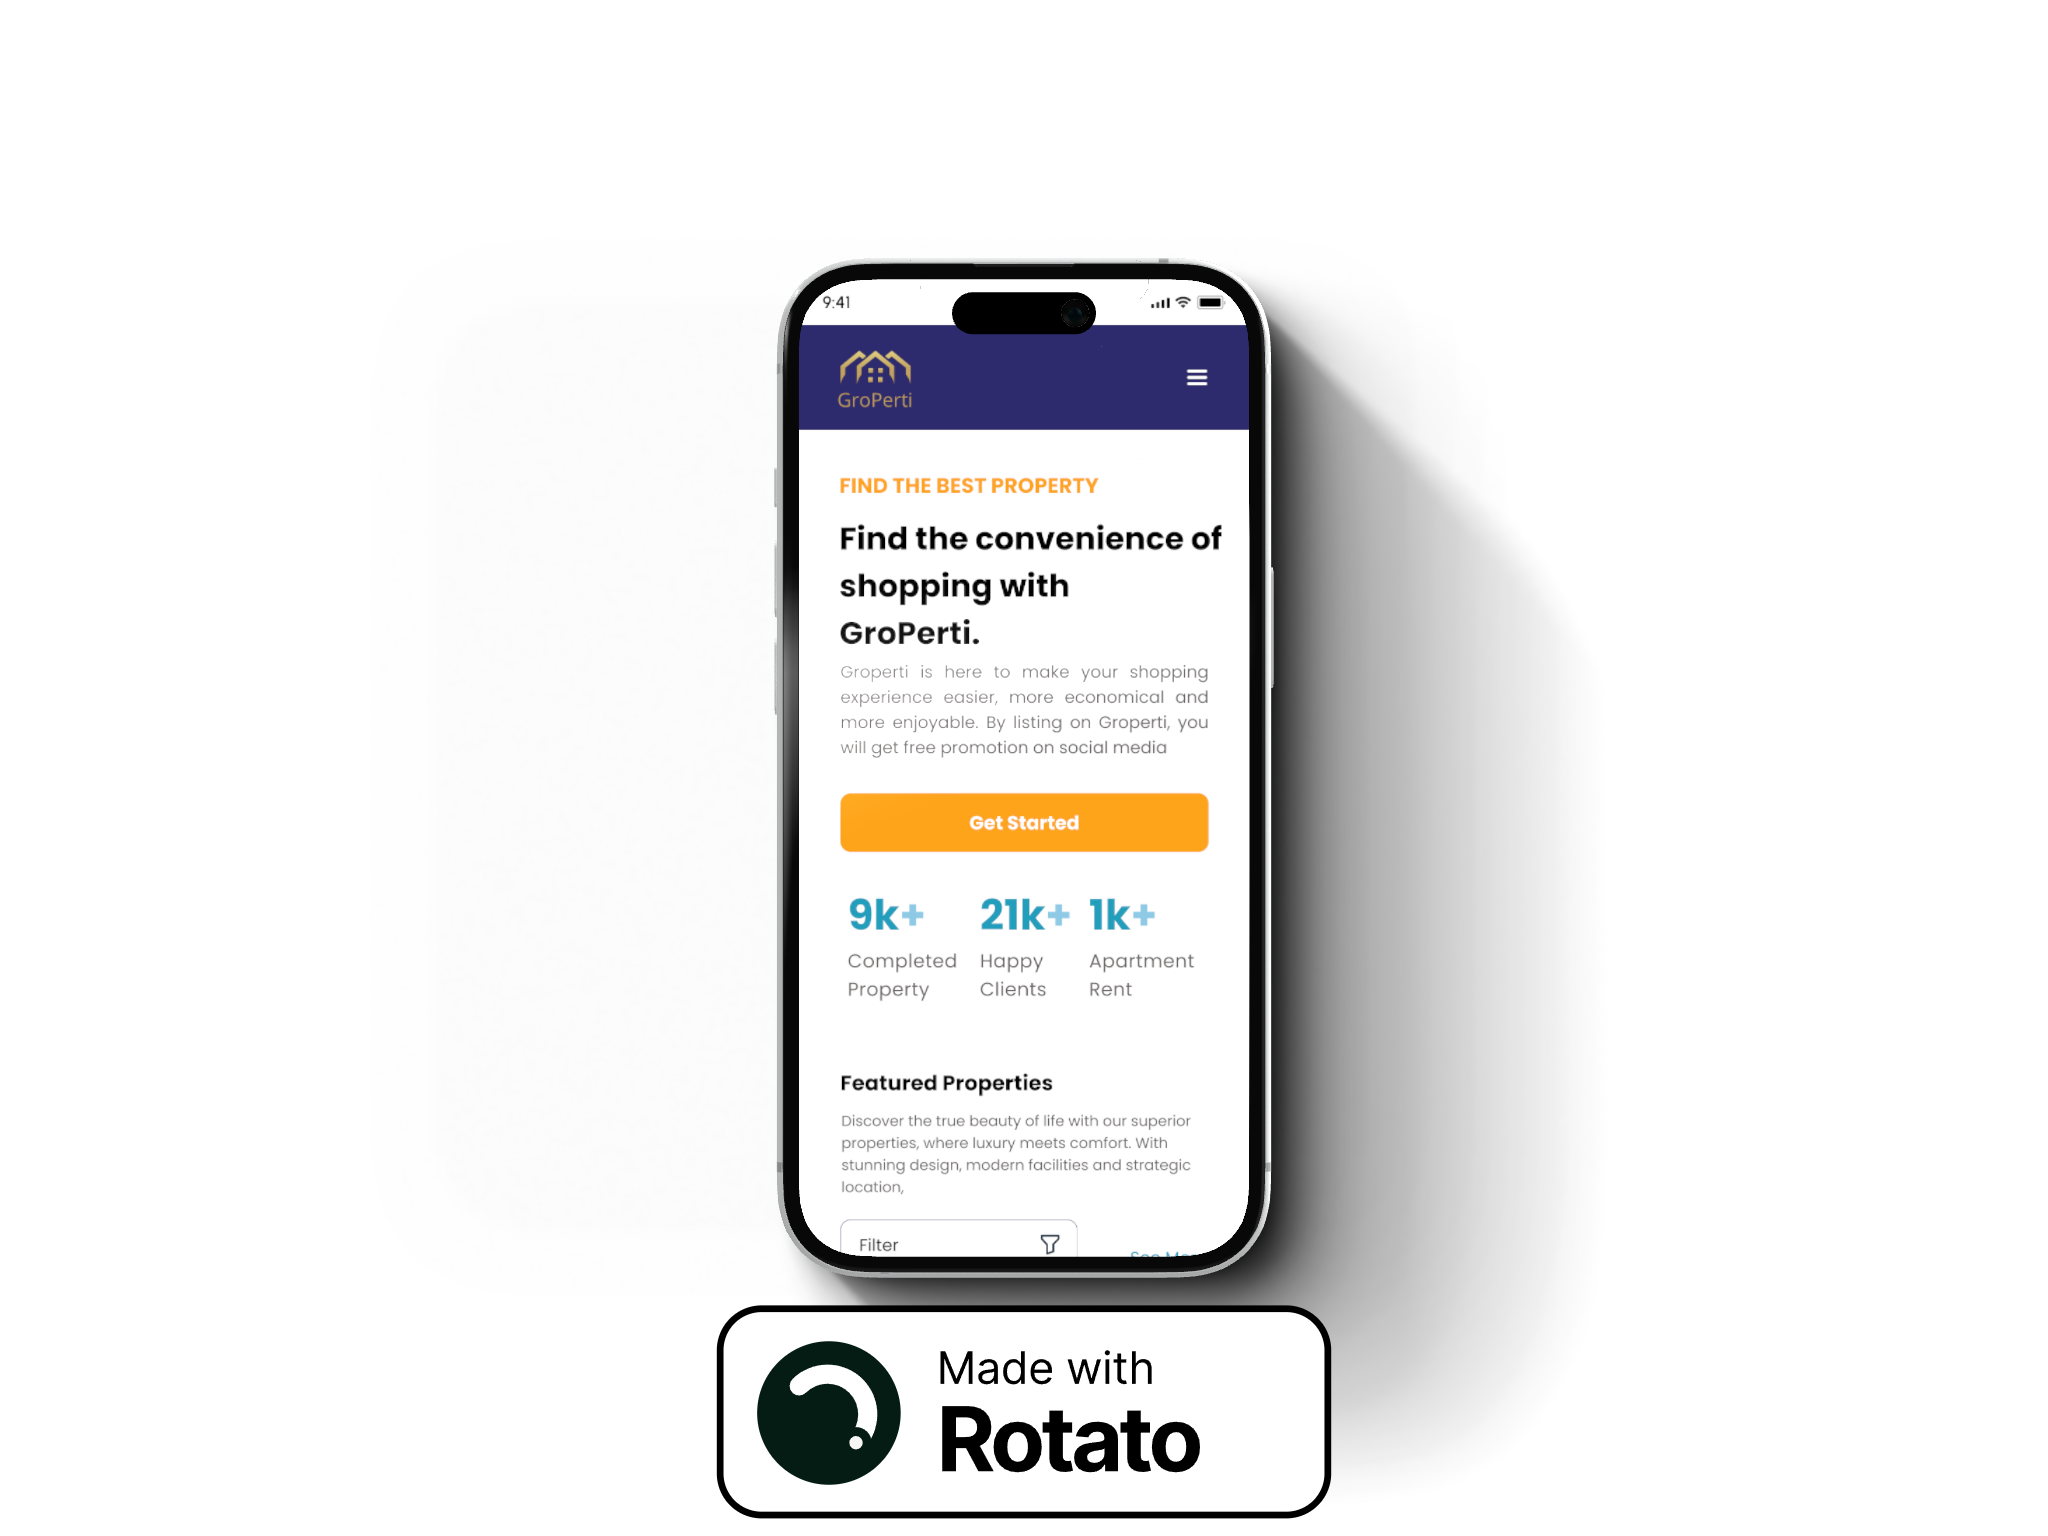 9:41
GroPerti
FIND THE BEST PROPERTY
Find the convenience of
shopping with
GroPerti.
Groperti is here to make your shopping
experience easier, more economical and
more enjoyable. By listing on Groperti, you
will get free promotion on social media
Get Started
9k+ 21k+ 1k+
Completed Happy Apartment
Property Clients Rent
Featured Properties
Discover the true beauty of life with our superior
properties, where luxury meets comfort. With
stunning design, modern facilities and strategic
location,
Filter
Made with
Rotato